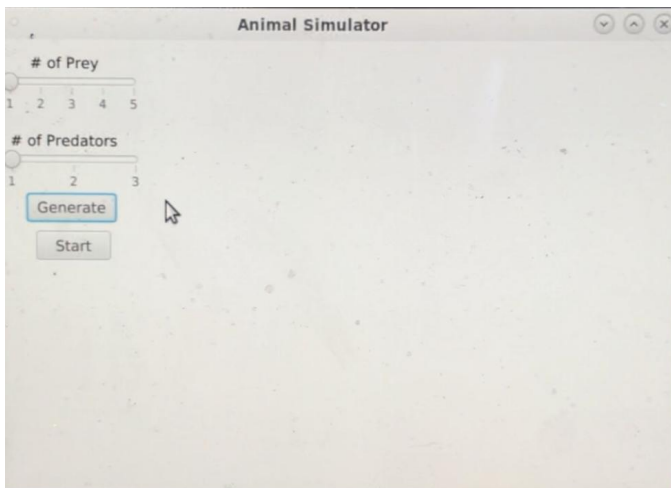 Animal Simulator
# of Prey
1 2 3 4 5
# of Predators
1 2 3
Generate
Start